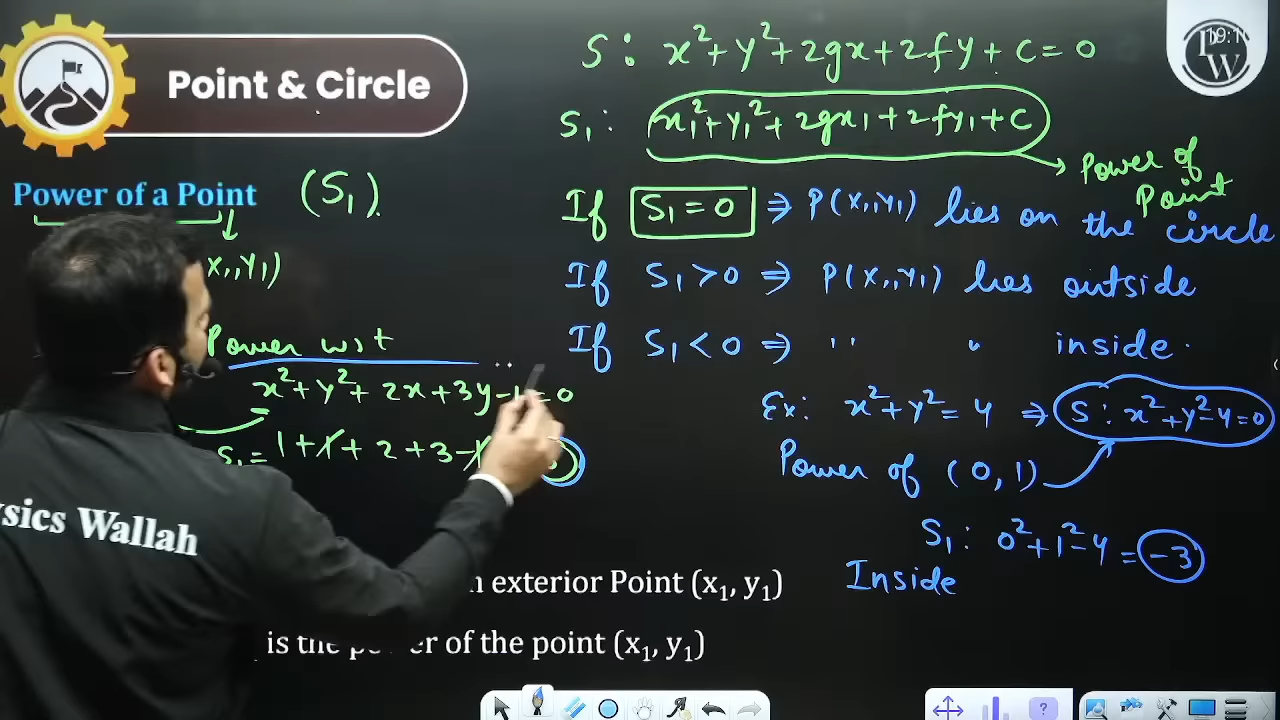 Point & Circle
Power of a Point (S₁).
x₁, y₁)
Power wrt
x²+y²+2x+3y-1=0
S₁ = 1+1+2+3-1
n exterior Point (x₁, y₁)
is the power of the point (x₁, y₁)
S: x²+y²+2gx+2fy+c=0
S₁: x₁²+y₁²+2gx₁+2fy₁+c
Power of
Point
If S₁=0 ⇒ P(x₁,y₁) lies on the circle
If S₁>0 ⇒ P(x₁,y₁) lies outside
If S₁<0 ⇒ " " inside.
Ex: x²+y²=4 ⇒ S: x²+y²-4=0
Power of (0,1)
S₁: 0²+1²-4=-3
Inside
sics Wallah